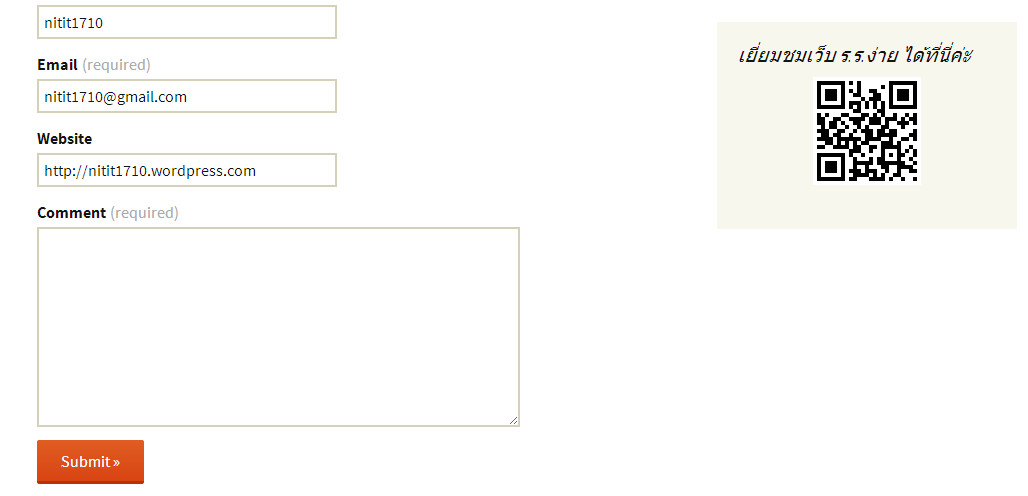 nitit1710
Email (required)
nitit1710@gmail.com
Website
http://nitit1710.wordpress.com
Comment (required)
Submit »
เยี่ยมชมเว็บ ร.ร.ง่าย ได้ที่นี่ค่ะ